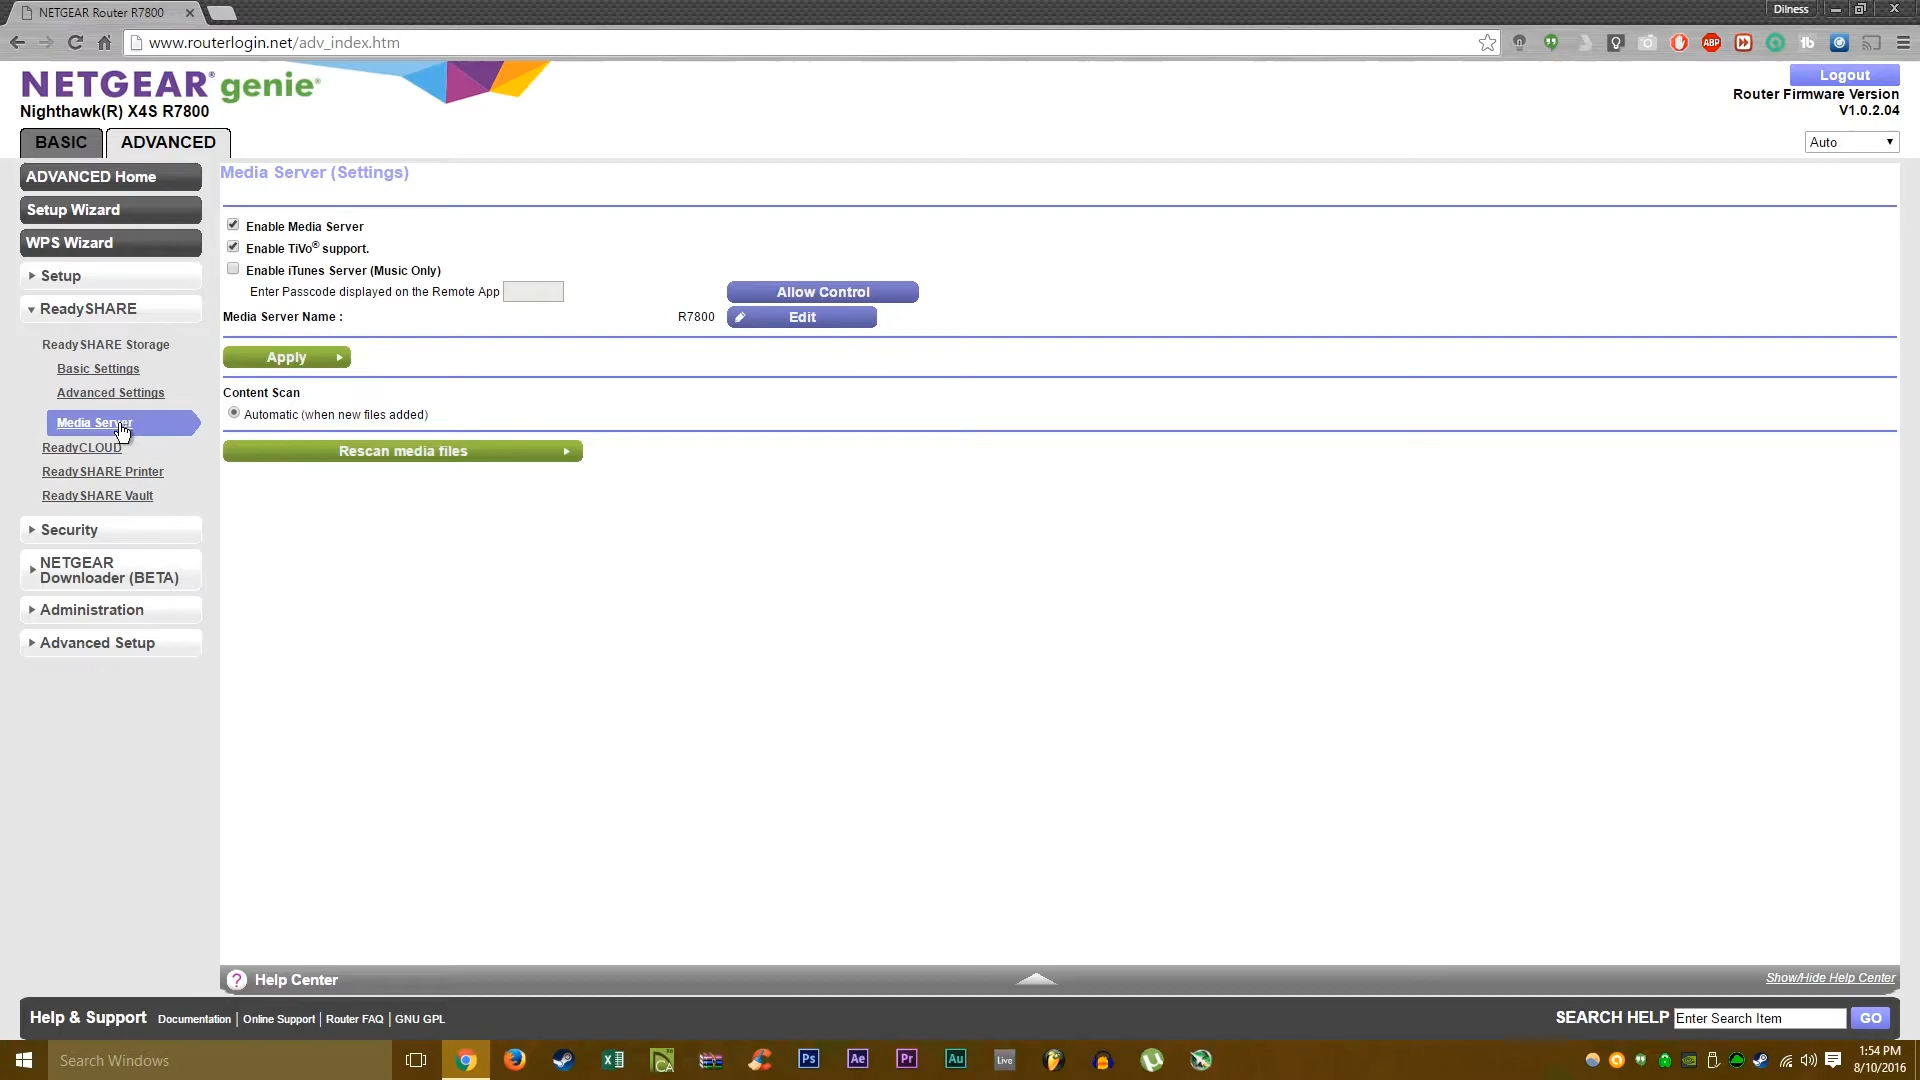 NETGEAR Router R7800
Dilness
www.routerlogin.net/adv_index.htm
ABP
NETGEAR® genie®
Logout
Nighthawk(R) X4S R7800
Router Firmware Version
V1.0.2.04
BASIC
ADVANCED
Auto
ADVANCED Home
Setup Wizard
WPS Wizard
Setup
ReadySHARE
ReadySHARE Storage
Basic Settings
Advanced Settings
Media Server
ReadyCLOUD
ReadySHARE Printer
ReadySHARE Vault
Security
NETGEAR
Downloader (BETA)
Administration
Advanced Setup
Media Server (Settings)
Enable Media Server
Enable TiVo® support.
Enable iTunes Server (Music Only)
Enter Passcode displayed on the Remote App
Allow Control
Media Server Name :
R7800
Edit
Apply
Content Scan
Automatic (when new files added)
Rescan media files
? Help Center
Show/Hide Help Center
Help & Support
Documentation | Online Support | Router FAQ | GNU GPL
SEARCH HELP
Enter Search Item
GO
Search Windows
Ps
Ae
Pr
Au
Live
1:54 PM
8/10/2016